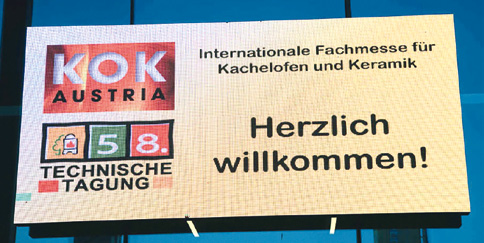 KOK
AUSTRIA
58.
TECHNISCHE
TAGUNG
Internationale Fachmesse für
Kachelofen und Keramik
Herzlich
willkommen!